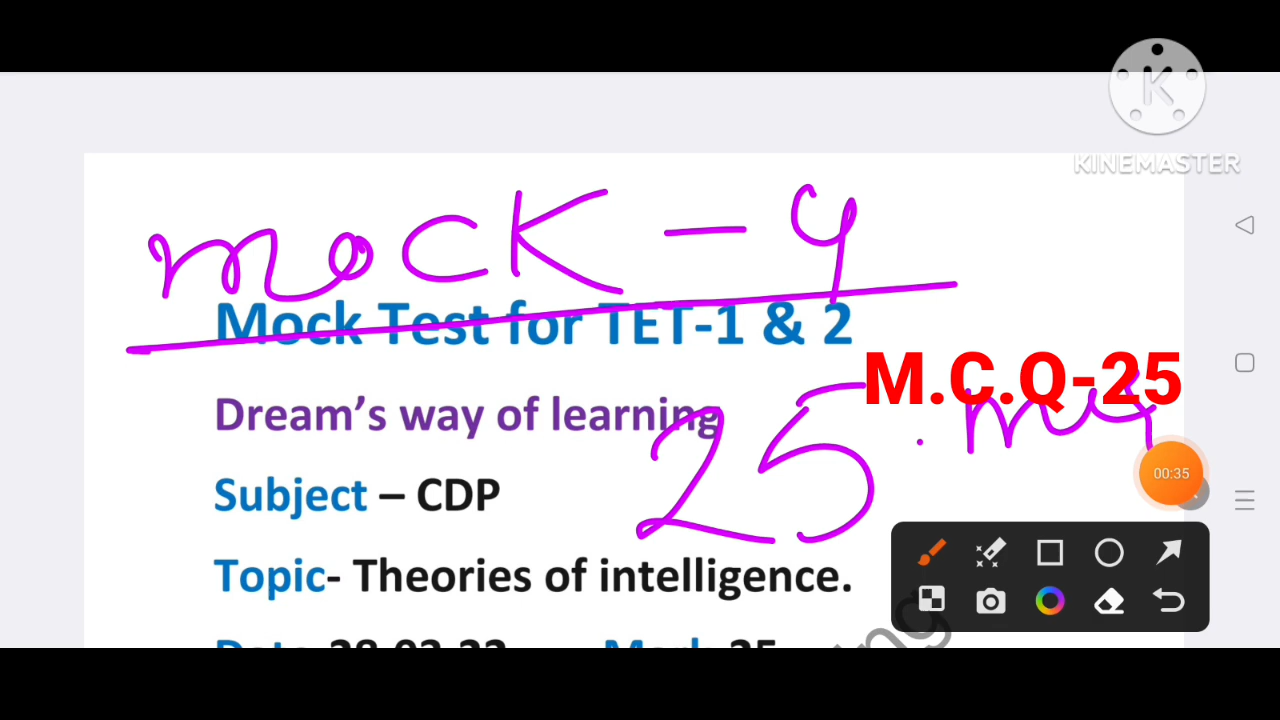 K
KINEMASTER
mocK - 4
Mock Test for TET-1 & 2
M.C.Q-25
Dream's way of learning
25
00:35
Subject – CDP
Topic- Theories of intelligence.